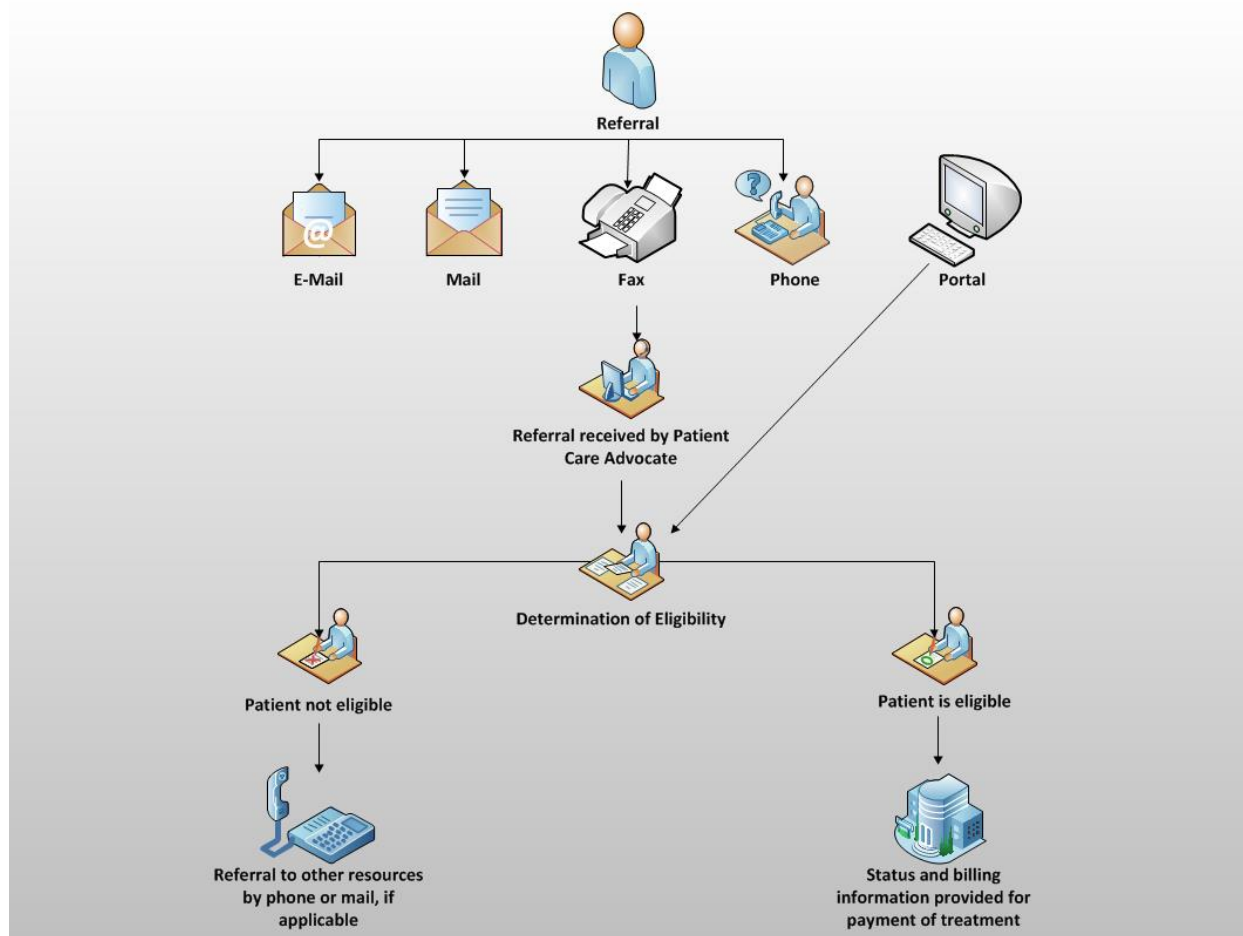 Referral
E-Mail
Mail
Fax
Phone
Portal
Referral received by Patient
Care Advocate
Determination of Eligibility
Patient not eligible
Patient is eligible
Referral to other resources
by phone or mail, if
applicable
Status and billing
information provided for
payment of treatment